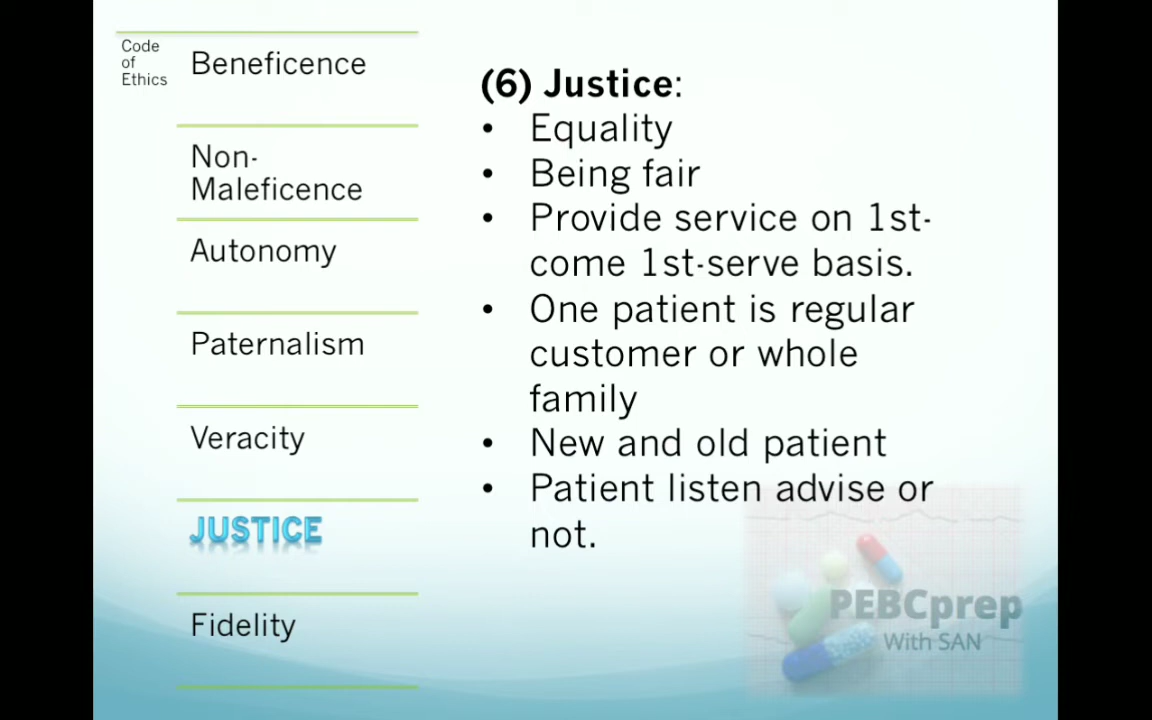 Code
of
Ethics
Beneficence
Non-
Maleficence
Autonomy
Paternalism
Veracity
JUSTICE
Fidelity
(6) Justice:
• Equality
• Being fair
• Provide service on 1st-
come 1st-serve basis.
• One patient is regular
customer or whole
family
• New and old patient
• Patient listen advise or
not.
PEBCprep
With SAN